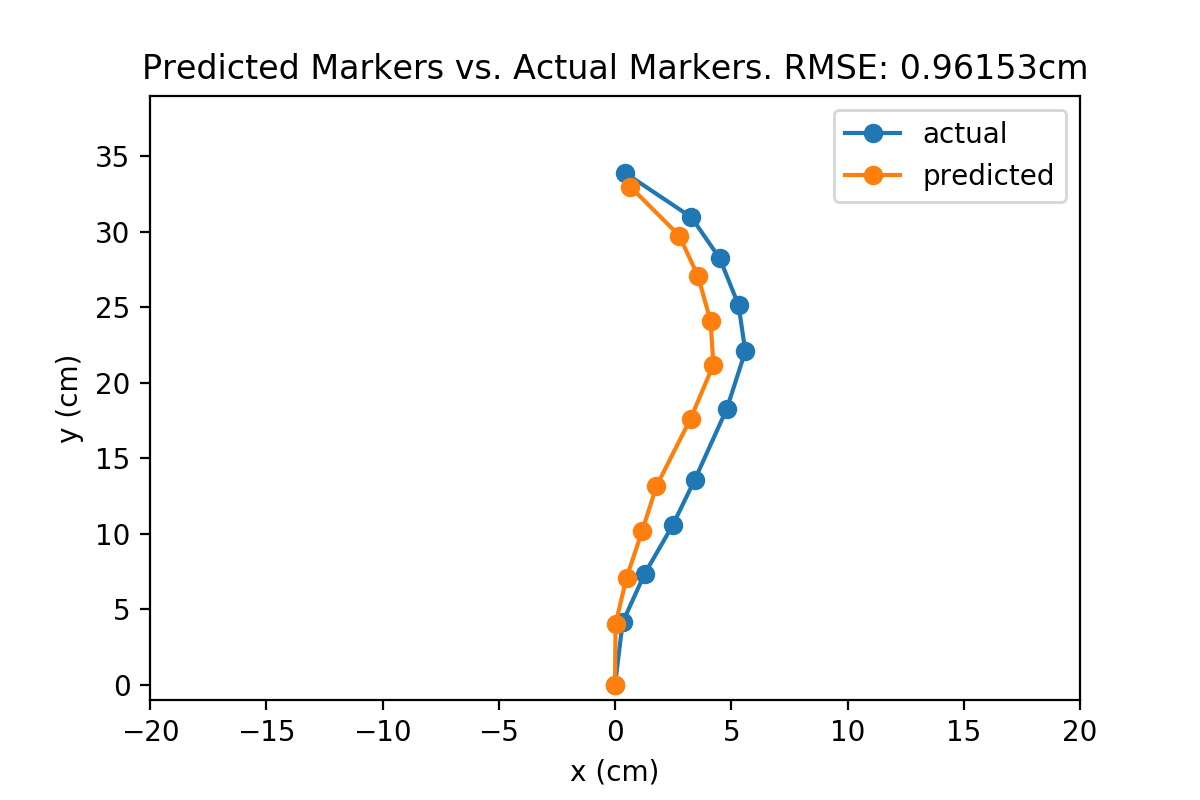 Predicted Markers vs. Actual Markers. RMSE: 0.96153cm
actual
predicted
35
30
25
20
15
10
5
0
y (cm)
−20 −15 −10 −5 0 5 10 15 20
x (cm)